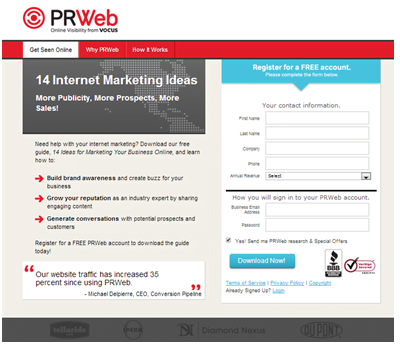 PRWeb
Online Visibility from VOCUS
Get Seen Online
Why PRWeb
How It Works
14 Internet Marketing Ideas
More Publicity, More Prospects, More
Sales!
Need help with your internet marketing? Download our free
guide, 14 Ideas for Marketing Your Business Online, and learn
how to:
Build brand awareness and create buzz for your
business
Grow your reputation as an industry expert by sharing
engaging content
Generate conversations with potential prospects and
customers
Register for a FREE PRWeb account to download the guide
today!
“
Our website traffic has increased 35
percent since using PRWeb.
”
- Michael Delpierre, CEO, Conversion Pipeline
Register for a FREE account.
Please complete the form below.
Your contact information.
First Name
Last Name
Company
Phone
Annual Revenue
Select
How you will sign in to your PRWeb account.
Business Email
Address
Password
Yes! Send me PRWeb research & Special Offers
Download Now!
BBB
Terms of Service | Privacy Policy | Copyright
Already Signed Up? Login
Diamond Nexus
DUPONT